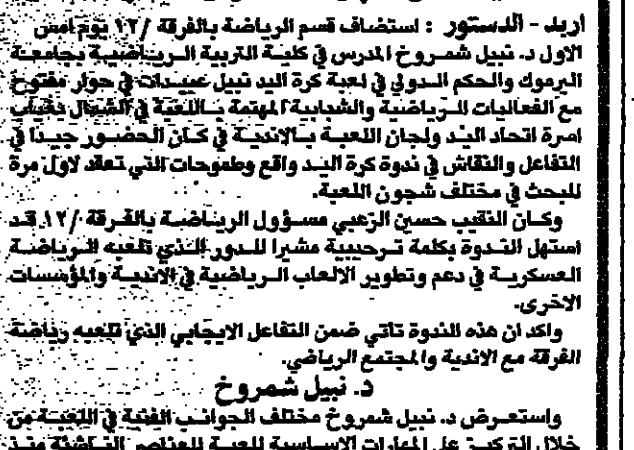 اربد - الدستور : استضاف قسم الرياضة بالفرقة /١٢ يوم امس
الاول د. نبيل شمروخ المدرس في كلية التربية الرياضية بجامعة
اليرموك والحكم الدولي في لعبة كرة اليد نبيل عبيدات في حوار مفتوح
مع الفعاليات الرياضية والشبابية المهتمة باللعبة في الشمال بغياب
اسرة اتحاد اليد ولجان اللعبة بالاندية في كان الحضور جيدا في
التفاعل والنقاش في ندوة كرة اليد واقع وطموحات التي تعقد لاول مرة
للبحث في مختلف شجون اللعبة.
وكان النقيب حسين الزعبي مسؤول الرياضة بالفرقة /١٢ قد
استهل الندوة بكلمة ترحيبية مشيرا للدور الذي تلعبه الرياضة
العسكرية في دعم وتطوير الالعاب الرياضية في الاندية والمؤسسات
الاخرى.
واكد ان هذه الندوة تاتي ضمن التفاعل الايجابي الذي تلعبه رياضة
الفرقة مع الاندية والمجتمع الرياضي.
د. نبيل شمروخ
واستعرض د. نبيل شمروخ مختلف الجوانب الفنية في اللعبة من
خلال التركيز على المهارات الاساسية للعبة للعناصر الناشئة منذ